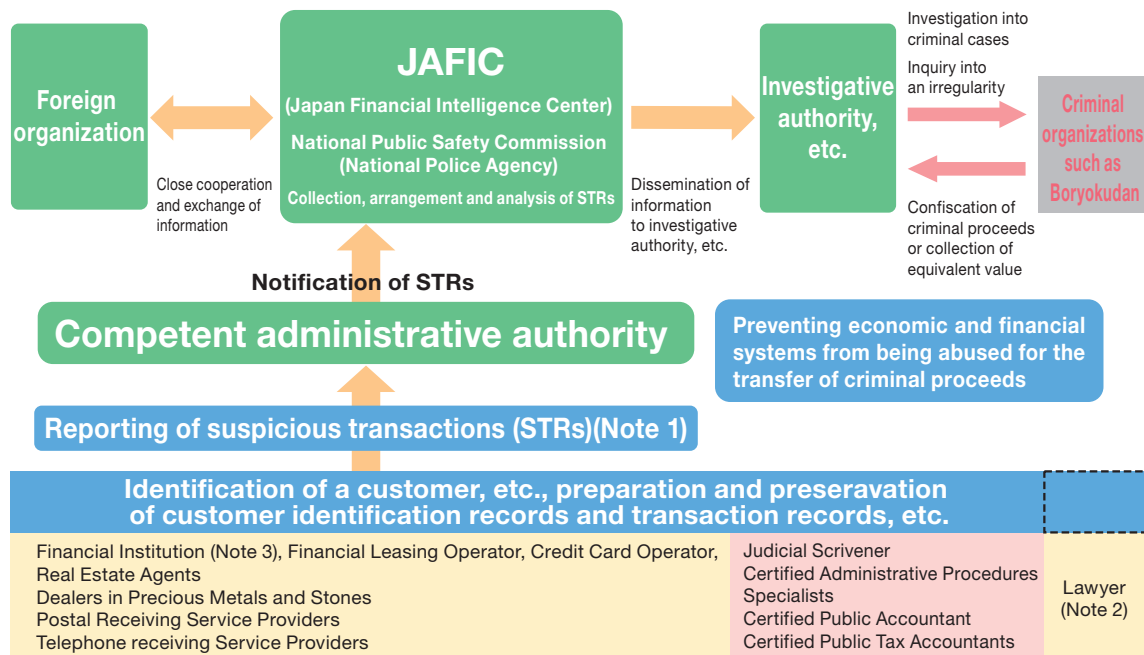 Foreign
organization
Close cooperation
and exchange of
information
JAFIC
(Japan Financial Intelligence Center)
National Public Safety Commission
(National Police Agency)
Collection, arrangement and analysis of STRs
Dissemination of
information
to investigative
authority, etc.
Investigative
authority,
etc.
Investigation into
criminal cases
Inquiry into
an irregularity
Criminal
organizations
such as
Boryokudan
Confiscation of
criminal proceeds
or collection of
equivalent value
Notification of STRs
Competent administrative authority
Preventing economic and financial
systems from being abused for the
transfer of criminal proceeds
Reporting of suspicious transactions (STRs)(Note 1)
Identification of a customer, etc., preparation and preseravation
of customer identification records and transaction records, etc.
Financial Institution (Note 3), Financial Leasing Operator, Credit Card Operator,
Real Estate Agents
Dealers in Precious Metals and Stones
Postal Receiving Service Providers
Telephone receiving Service Providers
Judicial Scrivener
Certified Administrative Procedures
Specialists
Certified Public Accountant
Certified Public Tax Accountants
Lawyer
(Note 2)